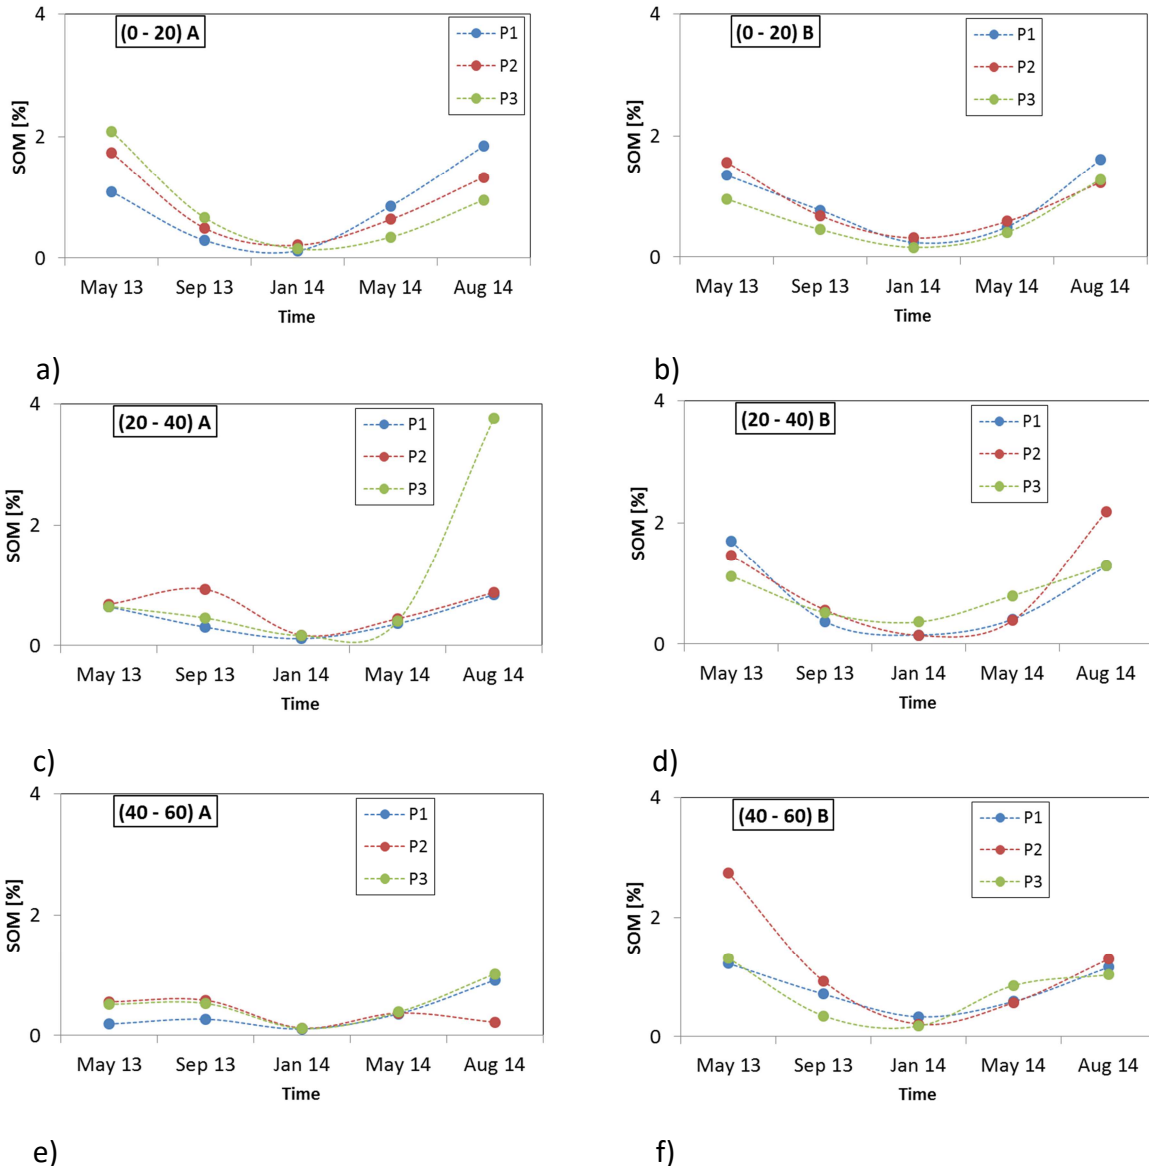 (0 - 20) A
P1
P2
P3
SOM [%]
4
2
0
May 13 Sep 13 Jan 14 May 14 Aug 14
Time
a)
(0 - 20) B
P1
P2
P3
SOM [%]
4
2
0
May 13 Sep 13 Jan 14 May 14 Aug 14
Time
b)
(20 - 40) A
P1
P2
P3
SOM [%]
4
2
0
May 13 Sep 13 Jan 14 May 14 Aug 14
Time
c)
(20 - 40) B
P1
P2
P3
SOM [%]
4
2
0
May 13 Sep 13 Jan 14 May 14 Aug 14
Time
d)
(40 - 60) A
P1
P2
P3
SOM [%]
4
2
0
May 13 Sep 13 Jan 14 May 14 Aug 14
Time
e)
(40 - 60) B
P1
P2
P3
SOM [%]
4
2
0
May 13 Sep 13 Jan 14 May 14 Aug 14
Time
f)